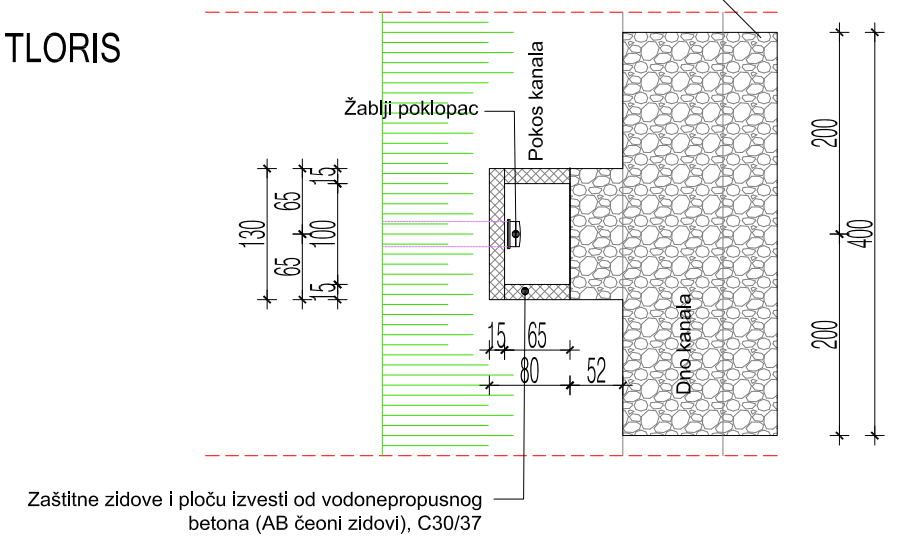 TLORIS
Žablji poklopac
Pokos kanala
200
200
400
15
65
130
100
65
15
15
65
80
52
Dno kanala
Zaštitne zidove i ploču izvesti od vodonepropusnog
betona (AB čeoni zidovi), C30/37